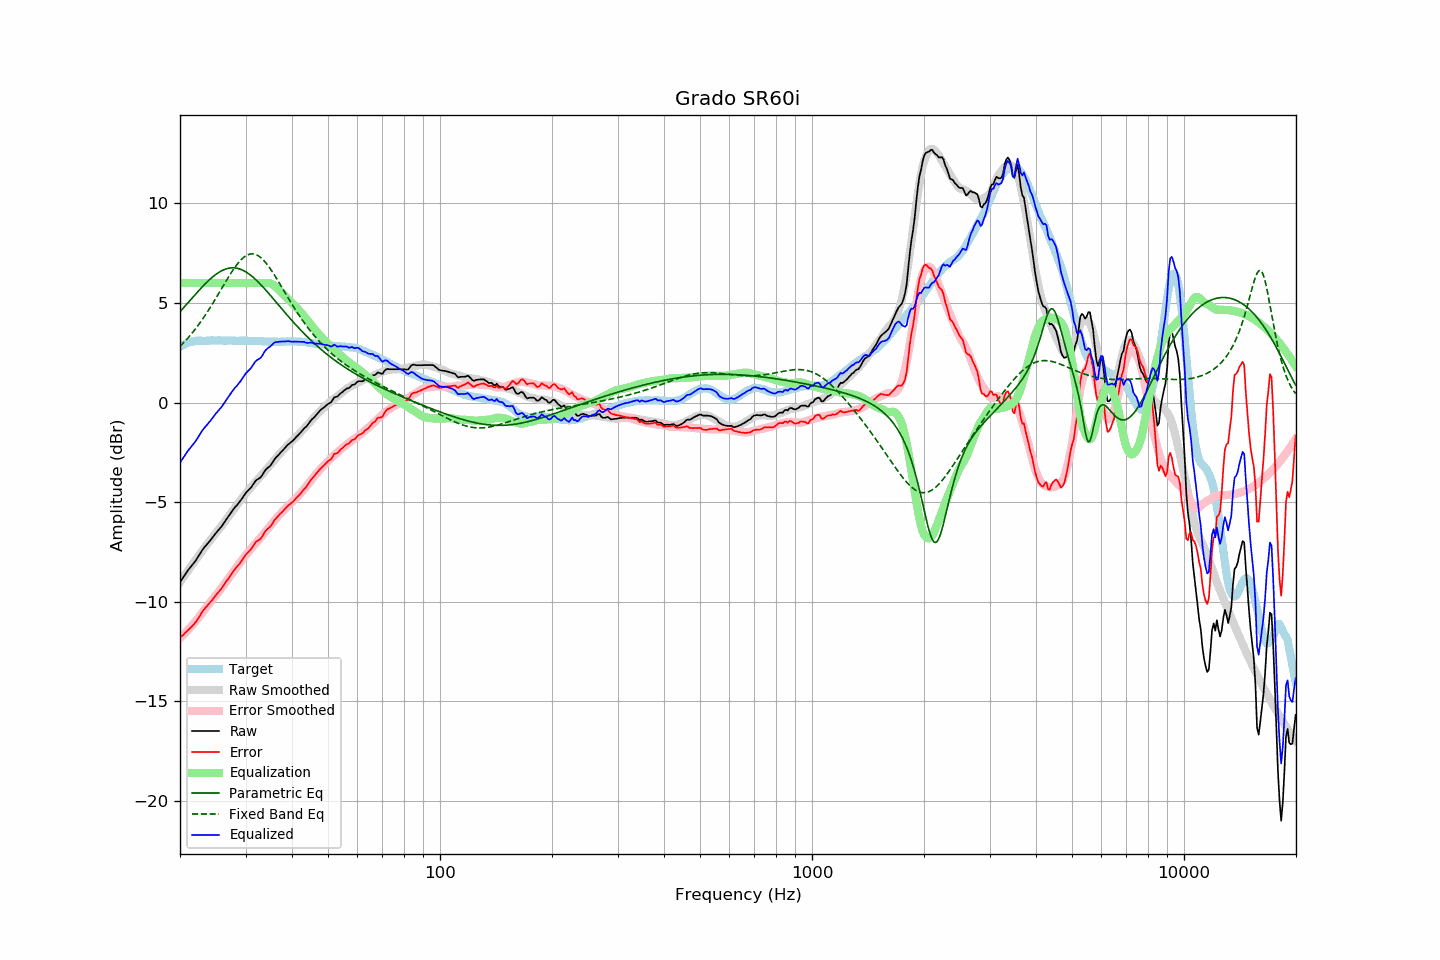 Grado SR60i
Amplitude (dBr)
10
5
0
−5
−10
−15
−20
Target
Raw Smoothed
Error Smoothed
Raw
Error
Equalization
Parametric Eq
Fixed Band Eq
Equalized
100
1000
10000
Frequency (Hz)